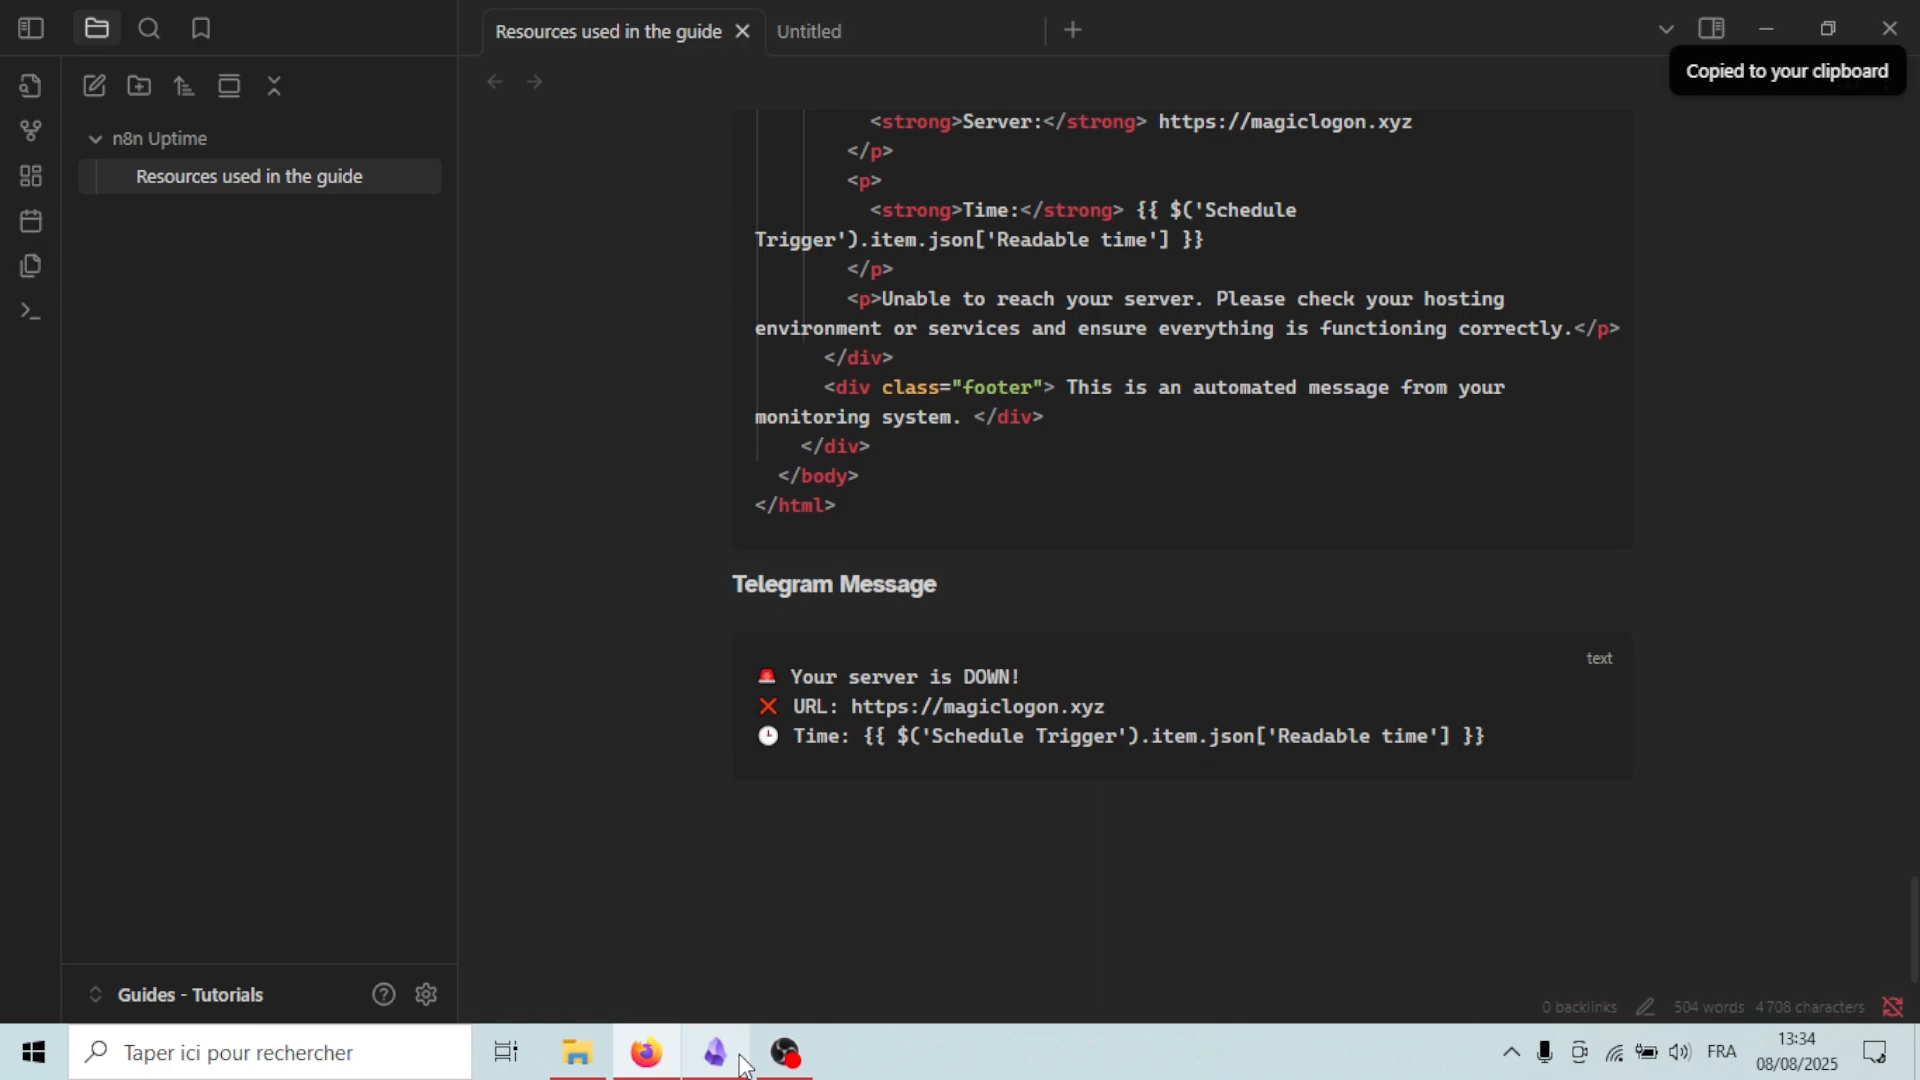 Resources used in the guide
Untitled
Copied to your clipboard
n8n Uptime
Resources used in the guide
<strong>Server:</strong> https://magiclogon.xyz
</p>
<p>
<strong>Time:</strong> {{ $('Schedule
Trigger').item.json['Readable time'] }}
</p>
<p>Unable to reach your server. Please check your hosting
environment or services and ensure everything is functioning correctly.</p>
</div>
<div class="footer"> This is an automated message from your
monitoring system. </div>
</div>
</body>
</html>
Telegram Message
text
🚨 Your server is DOWN!
❌ URL: https://magiclogon.xyz
🕒 Time: {{ $('Schedule Trigger').item.json['Readable time'] }}
Guides - Tutorials
0 backlinks
504 words
4708 characters
Taper ici pour rechercher
FRA
13:34
08/08/2025